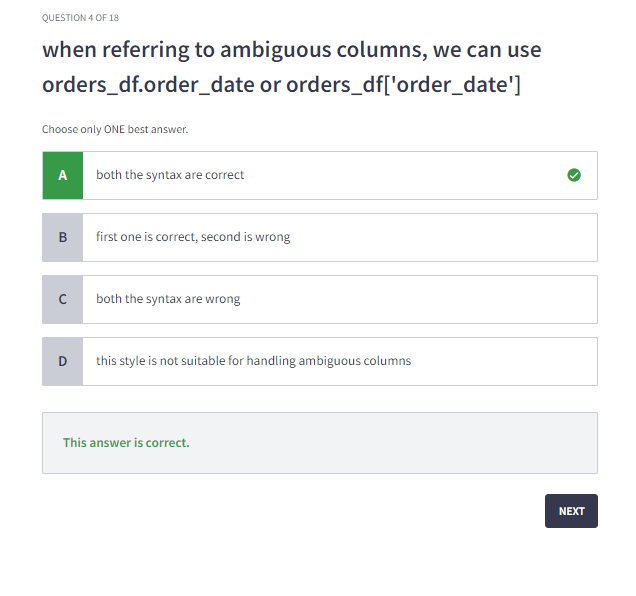 QUESTION 4 OF 18
when referring to ambiguous columns, we can use
orders_df.order_date or orders_df['order_date']
Choose only ONE best answer.
A both the syntax are correct
B first one is correct, second is wrong
C both the syntax are wrong
D this style is not suitable for handling ambiguous columns
This answer is correct.
NEXT